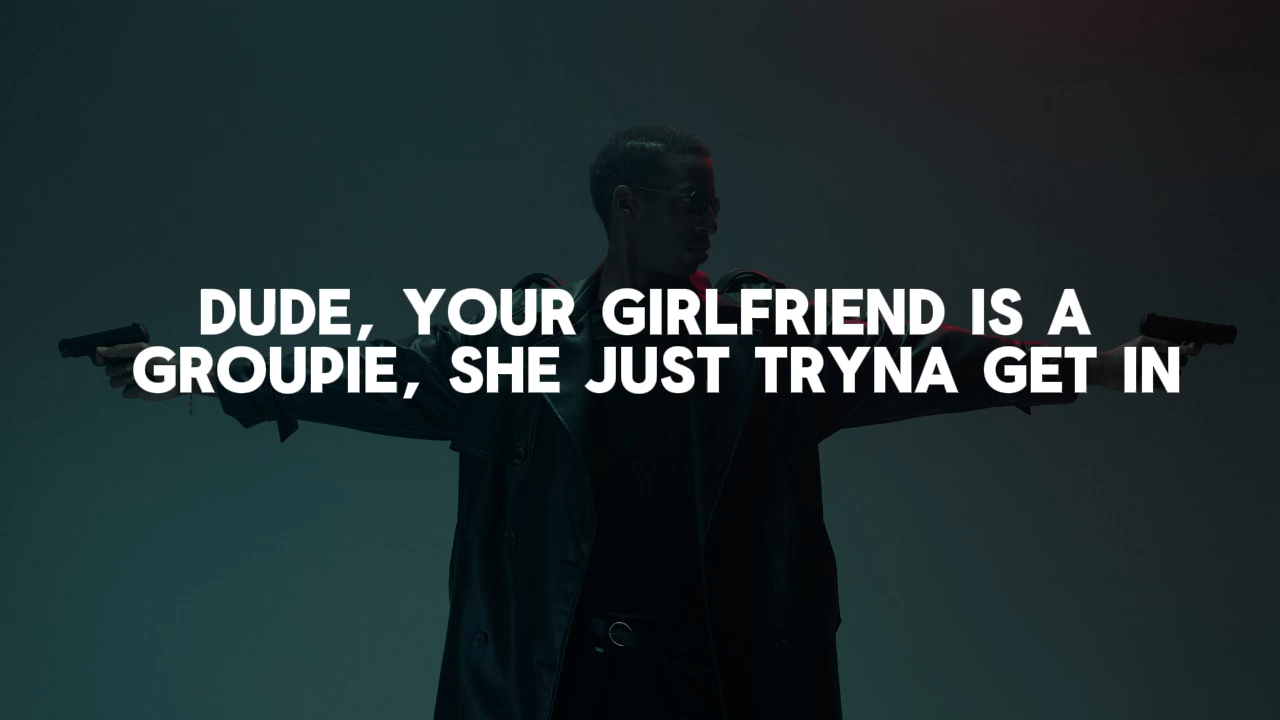 DUDE, YOUR GIRLFRIEND IS A
GROUPIE, SHE JUST TRYNA GET IN